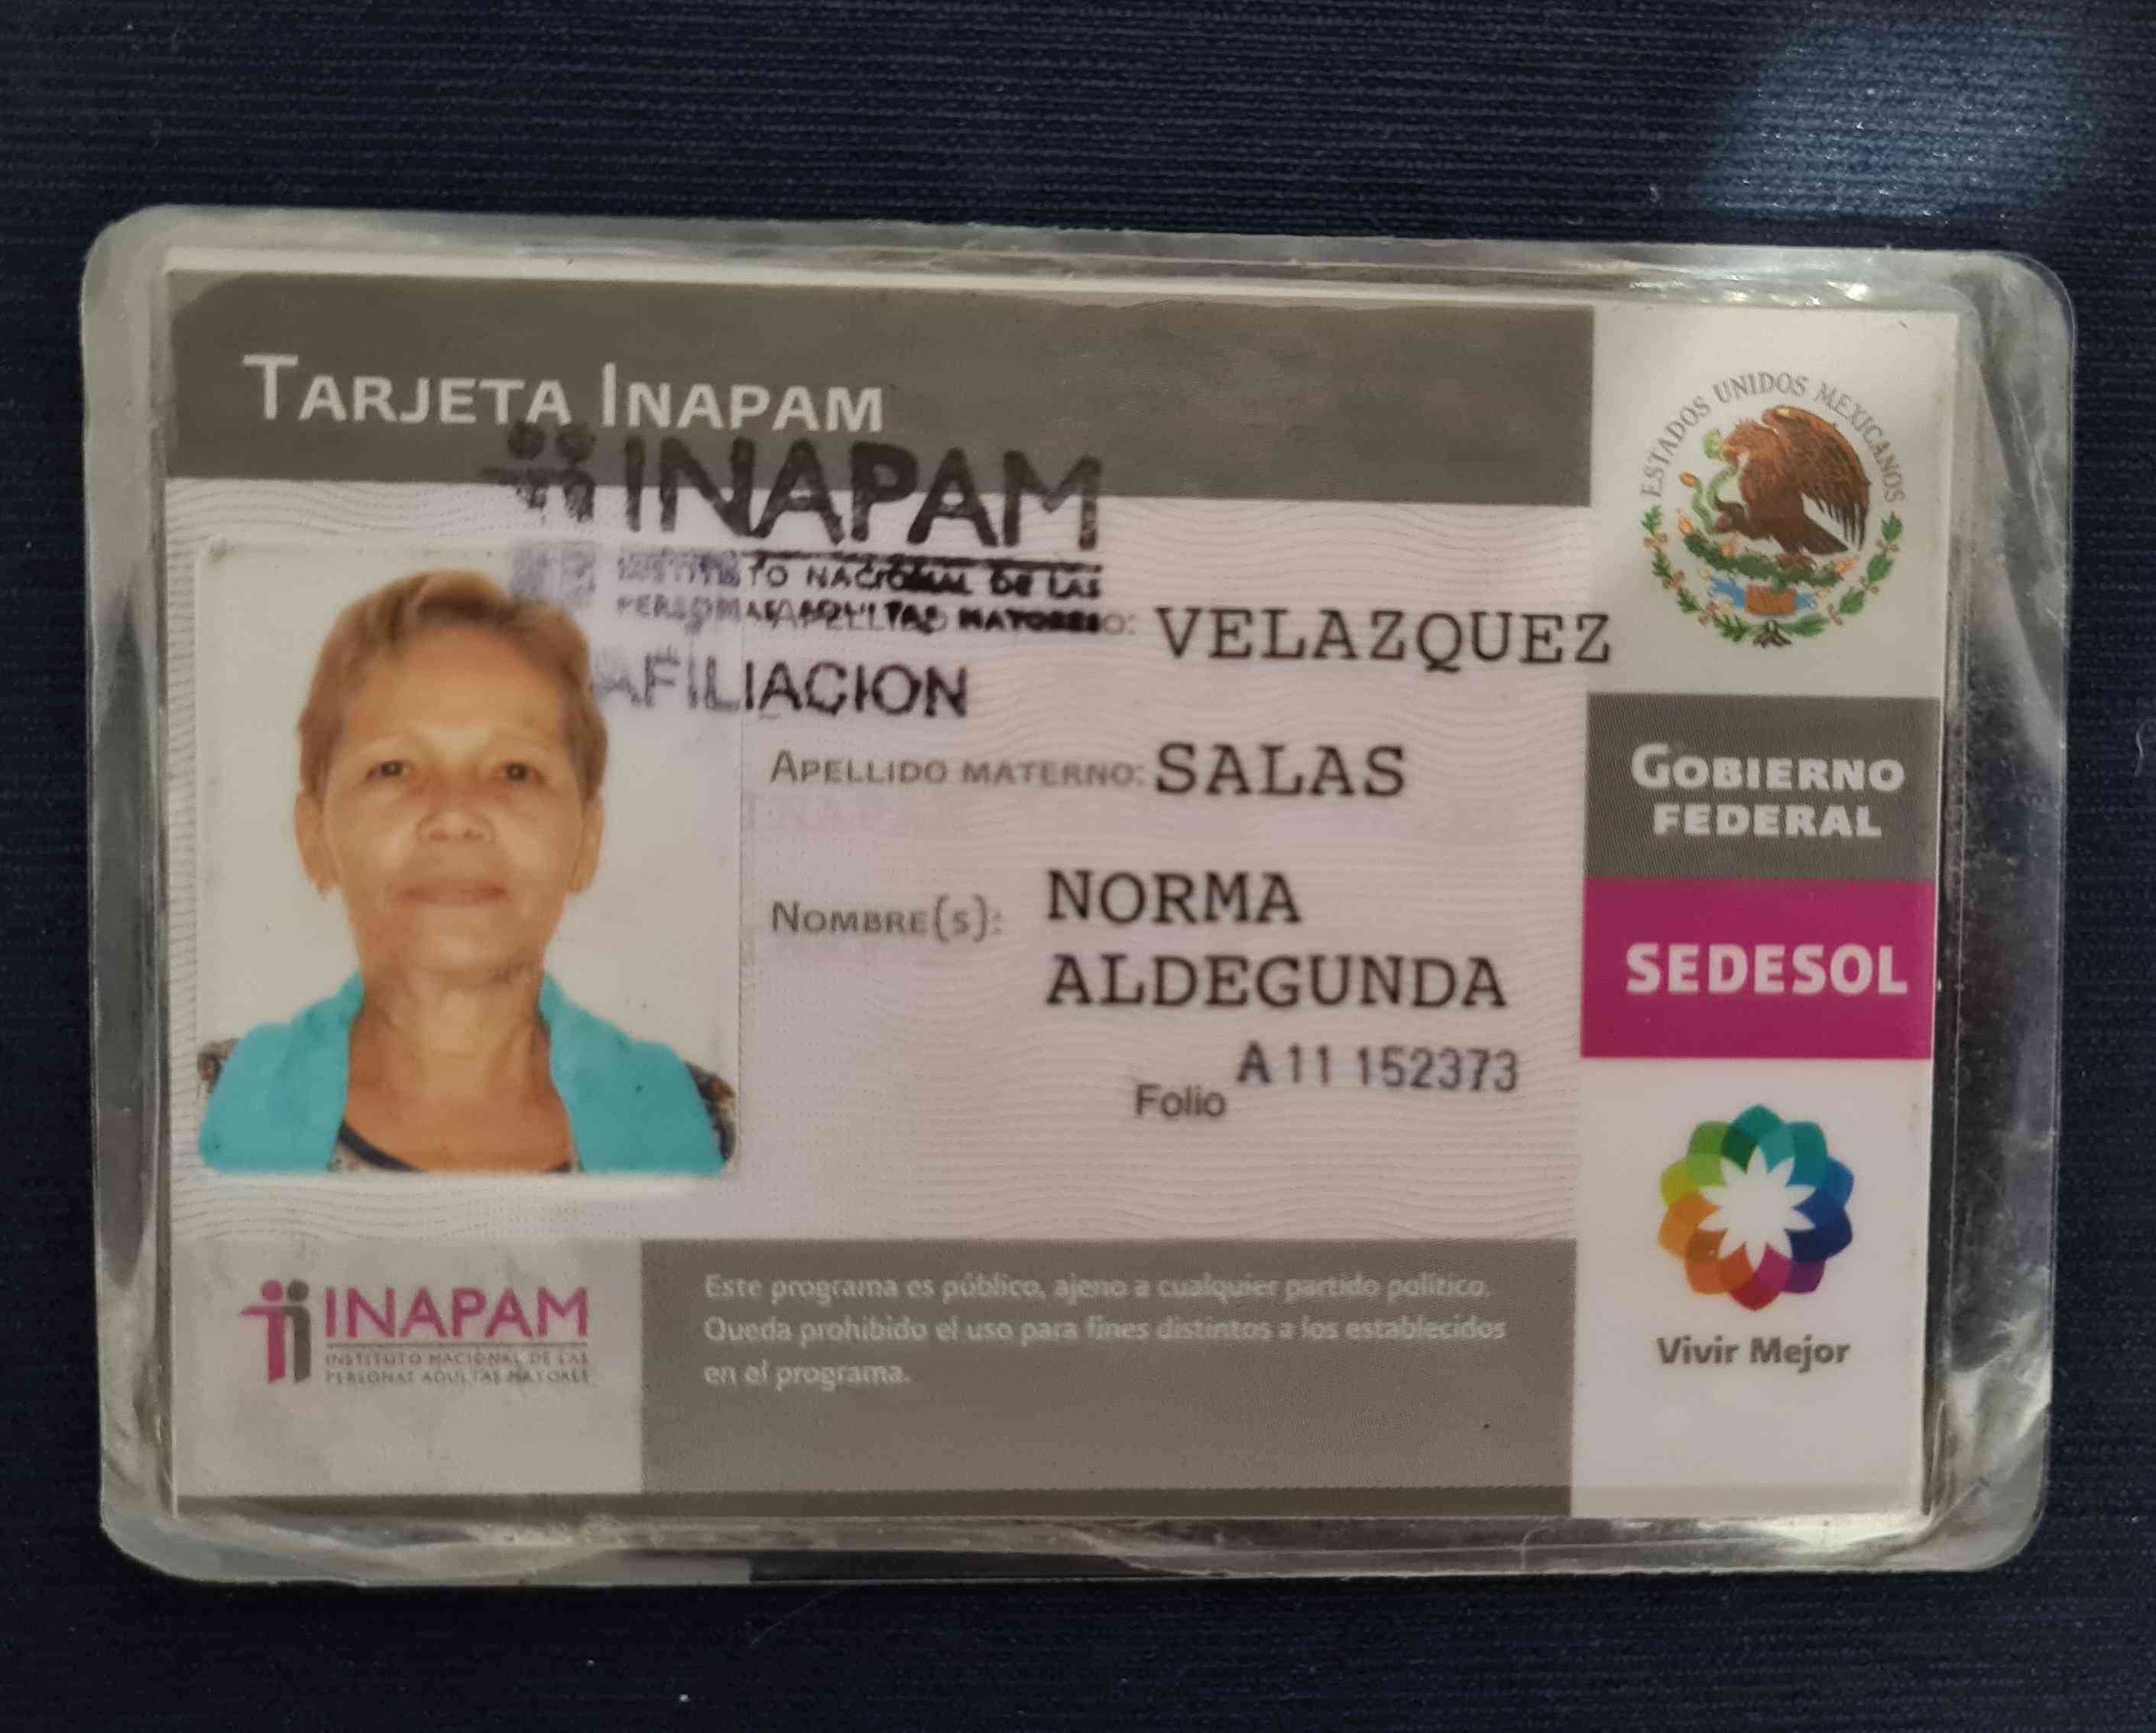 TARJETA INAPAM
INAPAM
INSTITUTO NACIONAL DE LAS
PERSONAS ADULTAS MAYORES
AFILIACION
VELAZQUEZ
APELLIDO MATERNO: SALAS
NOMBRE(S): NORMA
ALDEGUNDA
Folio A 11 152373
ESTADOS UNIDOS MEXICANOS
GOBIERNO
FEDERAL
SEDESOL
Vivir Mejor
INAPAM
INSTITUTO NACIONAL DE LAS
PERSONAS ADULTAS MAYORES
Este programa es público, ajeno a cualquier partido político.
Queda prohibido el uso para fines distintos a los establecidos
en el programa.